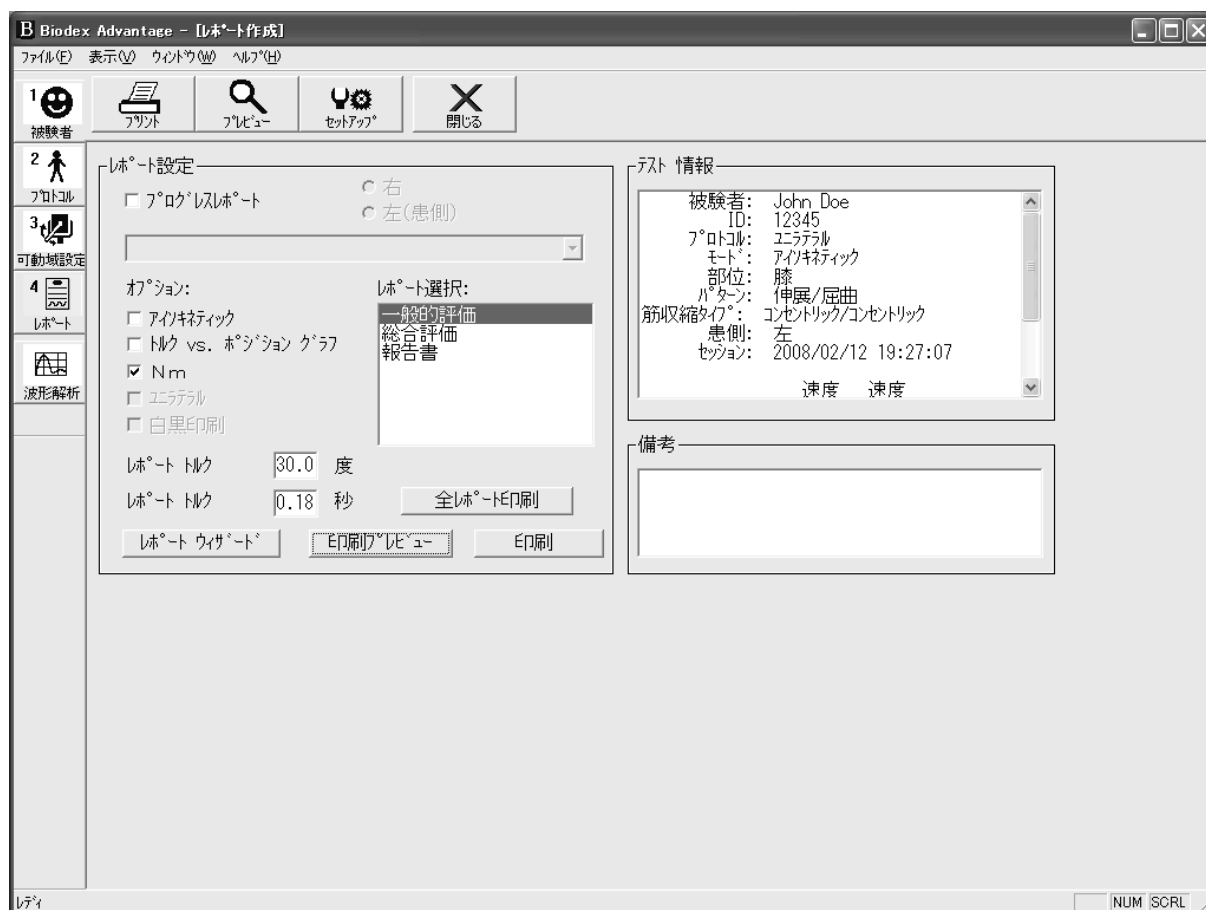 B Biodex Advantage - [ﾚﾎﾟｰﾄ作成]
ﾌｧｲﾙ(F) 表示(V) ｳｨﾝﾄﾞｳ(W) ﾍﾙﾌﾟ(H)
1 被験者
ﾌﾟﾘﾝﾄ ﾌﾟﾚﾋﾞｭｰ ｾｯﾄｱｯﾌﾟ 閉じる
2 ﾌﾟﾛﾄｺﾙ
3 可動域設定
4 ﾚﾎﾟｰﾄ
波形解析
ﾚﾎﾟｰﾄ設定
ﾌﾟﾛｸﾞﾚｽﾚﾎﾟｰﾄ
右
左(患側)
ｵﾌﾟｼｮﾝ:
ｱｲｿｷﾈﾃｨｯｸ
ﾄﾙｸ vs. ﾎﾟｼﾞｼｮﾝ ｸﾞﾗﾌ
Ｎｍ
ﾕﾆﾗﾃﾗﾙ
白黒印刷
ﾚﾎﾟｰﾄ選択:
一般的評価
総合評価
報告書
ﾚﾎﾟｰﾄ ﾄﾙｸ 30.0 度
ﾚﾎﾟｰﾄ ﾄﾙｸ 0.18 秒
全ﾚﾎﾟｰﾄ印刷
ﾚﾎﾟｰﾄ ｳｨｻﾞｰﾄﾞ 印刷ﾌﾟﾚﾋﾞｭｰ 印刷
ﾃｽﾄ 情報
被験者: John Doe
ID: 12345
ﾌﾟﾛﾄｺﾙ: ﾕﾆﾗﾃﾗﾙ
ﾓｰﾄﾞ: ｱｲｿｷﾈﾃｨｯｸ
部位: 膝
ﾊﾟﾀｰﾝ: 伸展/屈曲
筋収縮ﾀｲﾌﾟ: ｺﾝｾﾝﾄﾘｯｸ/ｺﾝｾﾝﾄﾘｯｸ
患側: 左
ｾｯｼｮﾝ: 2008/02/12 19:27:07
速度 速度
備考
ﾚﾃﾞｨ
NUM SCRL